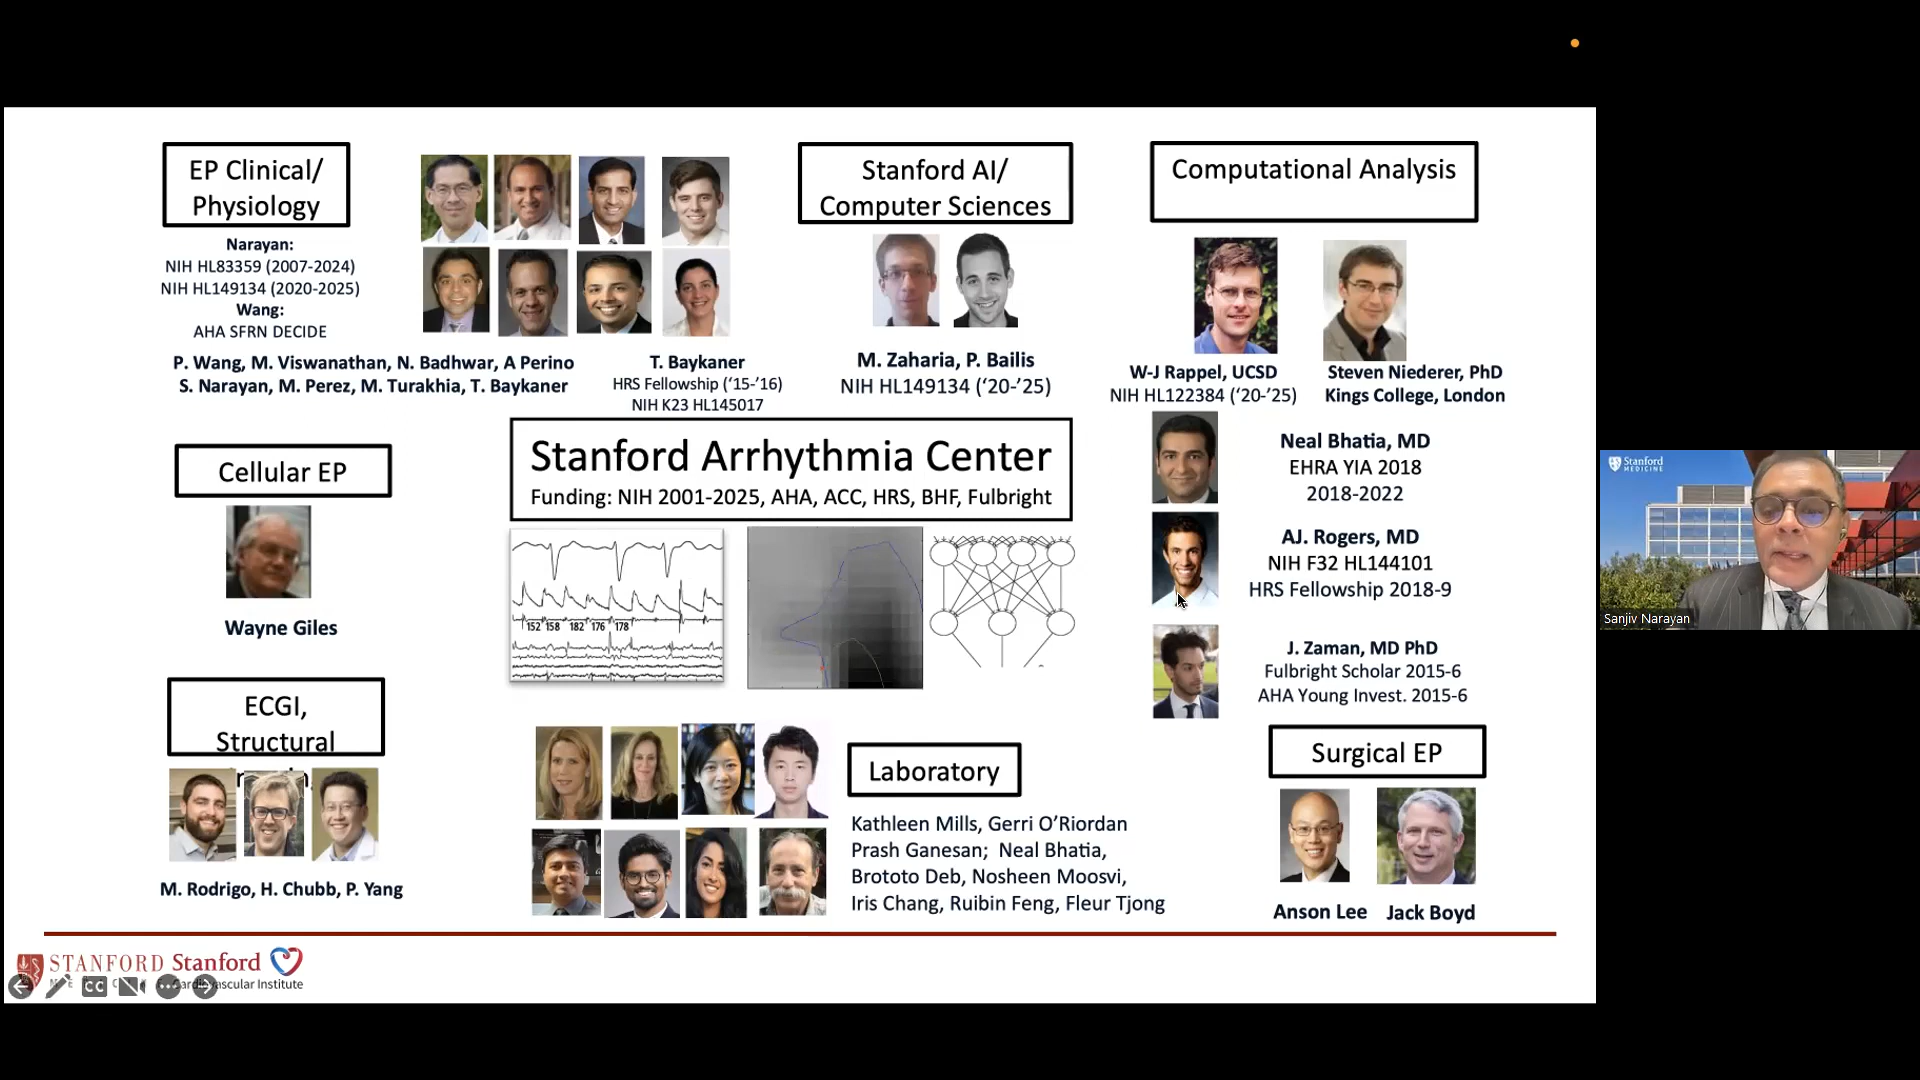 EP Clinical/
Physiology
Narayan:
NIH HL83359 (2007-2024)
NIH HL149134 (2020-2025)
Wang:
AHA SFRN DECIDE
P. Wang, M. Viswanathan, N. Badhwar, A Perino
S. Narayan, M. Perez, M. Turakhia, T. Baykaner
T. Baykaner
HRS Fellowship (‘15-’16)
NIH K23 HL145017
Stanford AI/
Computer Sciences
M. Zaharia, P. Bailis
NIH HL149134 (‘20-’25)
Computational Analysis
W-J Rappel, UCSD
NIH HL122384 (‘20-’25)
Steven Niederer, PhD
Kings College, London
Neal Bhatia, MD
EHRA YIA 2018
2018-2022
AJ. Rogers, MD
NIH F32 HL144101
HRS Fellowship 2018-9
J. Zaman, MD PhD
Fulbright Scholar 2015-6
AHA Young Invest. 2015-6
Stanford Arrhythmia Center
Funding: NIH 2001-2025, AHA, ACC, HRS, BHF, Fulbright
152 158 182 176 178
Cellular EP
Wayne Giles
ECGI,
Structural
M. Rodrigo, H. Chubb, P. Yang
Laboratory
Kathleen Mills, Gerri O’Riordan
Prash Ganesan; Neal Bhatia,
Brototo Deb, Nosheen Moosvi,
Iris Chang, Ruibin Feng, Fleur Tjong
Surgical EP
Anson Lee
Jack Boyd
STANFORD
Stanford
Institute
CC
Stanford
MEDICINE
Sanjiv Narayan